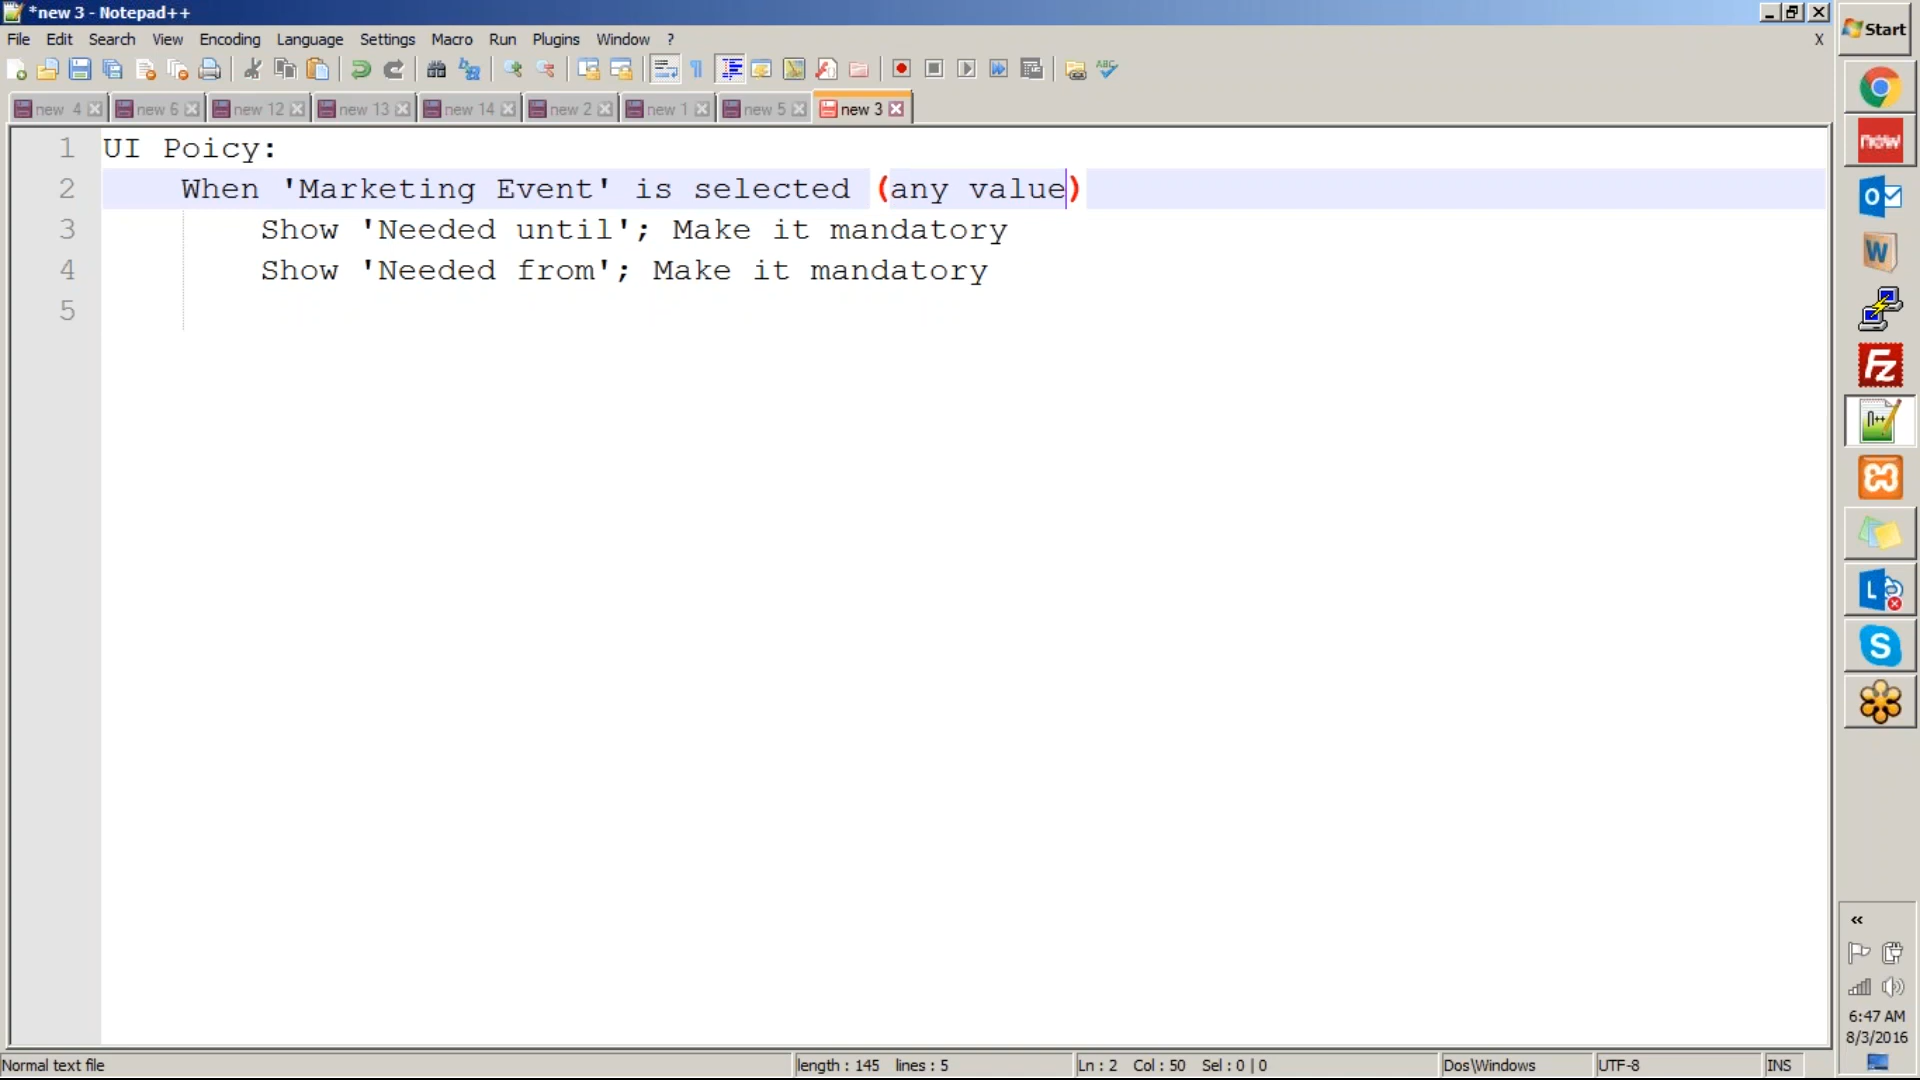 *new 3 - Notepad++
File Edit Search View Encoding Language Settings Macro Run Plugins Window ? X
new 4 new 6 new 12 new 13 new 14 new 2 new 1 new 5 new 3
1 UI Poicy:
2 When 'Marketing Event' is selected (any value)
3 Show 'Needed until'; Make it mandatory
4 Show 'Needed from'; Make it mandatory
5
Normal text file length : 145 lines : 5 Ln : 2 Col : 50 Sel : 0 | 0 Dos\Windows UTF-8 INS
Start
now
6:47 AM
8/3/2016